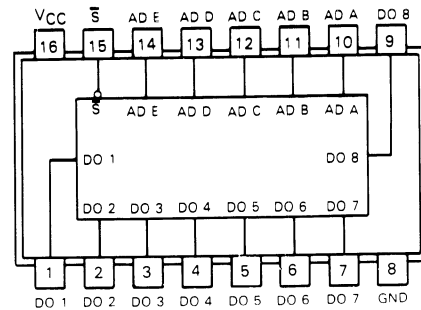 VCC S̅ AD E AD D AD C AD B AD A DO 8
16 15 14 13 12 11 10 9
S̅ AD E AD D AD C AD B AD A
DO 1 DO 8
DO 2 DO 3 DO 4 DO 5 DO 6 DO 7
1 2 3 4 5 6 7 8
DO 1 DO 2 DO 3 DO 4 DO 5 DO 6 DO 7 GND